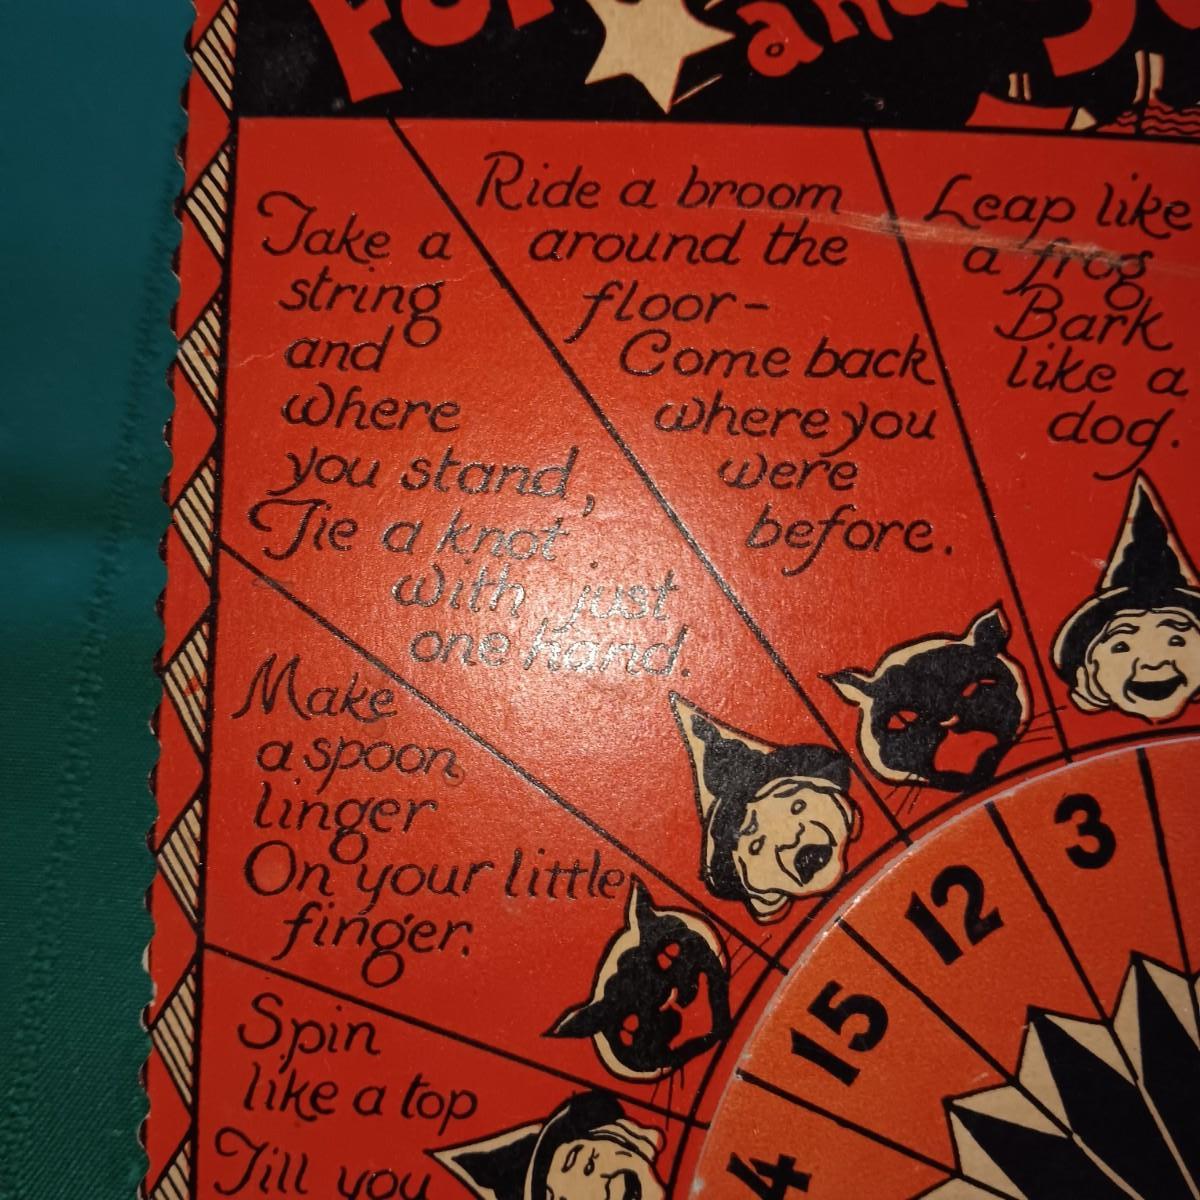 and
Take a
string
and
where
you stand,
Tie a knot
with just
one hand.
Ride a broom
around the
floor-
Come back
where you
were
before.
Leap like
a frog
Bark
like a
dog.
Make
a spoon
linger
On your little
finger.
Spin
like a top
Till you
3
12
15
4